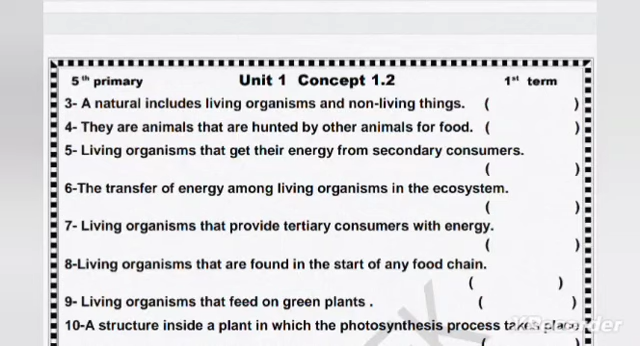 5th primary Unit 1 Concept 1.2 1st term
3- A natural includes living organisms and non-living things. ( )
4- They are animals that are hunted by other animals for food. ( )
5- Living organisms that get their energy from secondary consumers.
( )
6-The transfer of energy among living organisms in the ecosystem.
( )
7- Living organisms that provide tertiary consumers with energy.
( )
8-Living organisms that are found in the start of any food chain.
( )
9- Living organisms that feed on green plants . ( )
10-A structure inside a plant in which the photosynthesis process takes place
( )
XRecorder